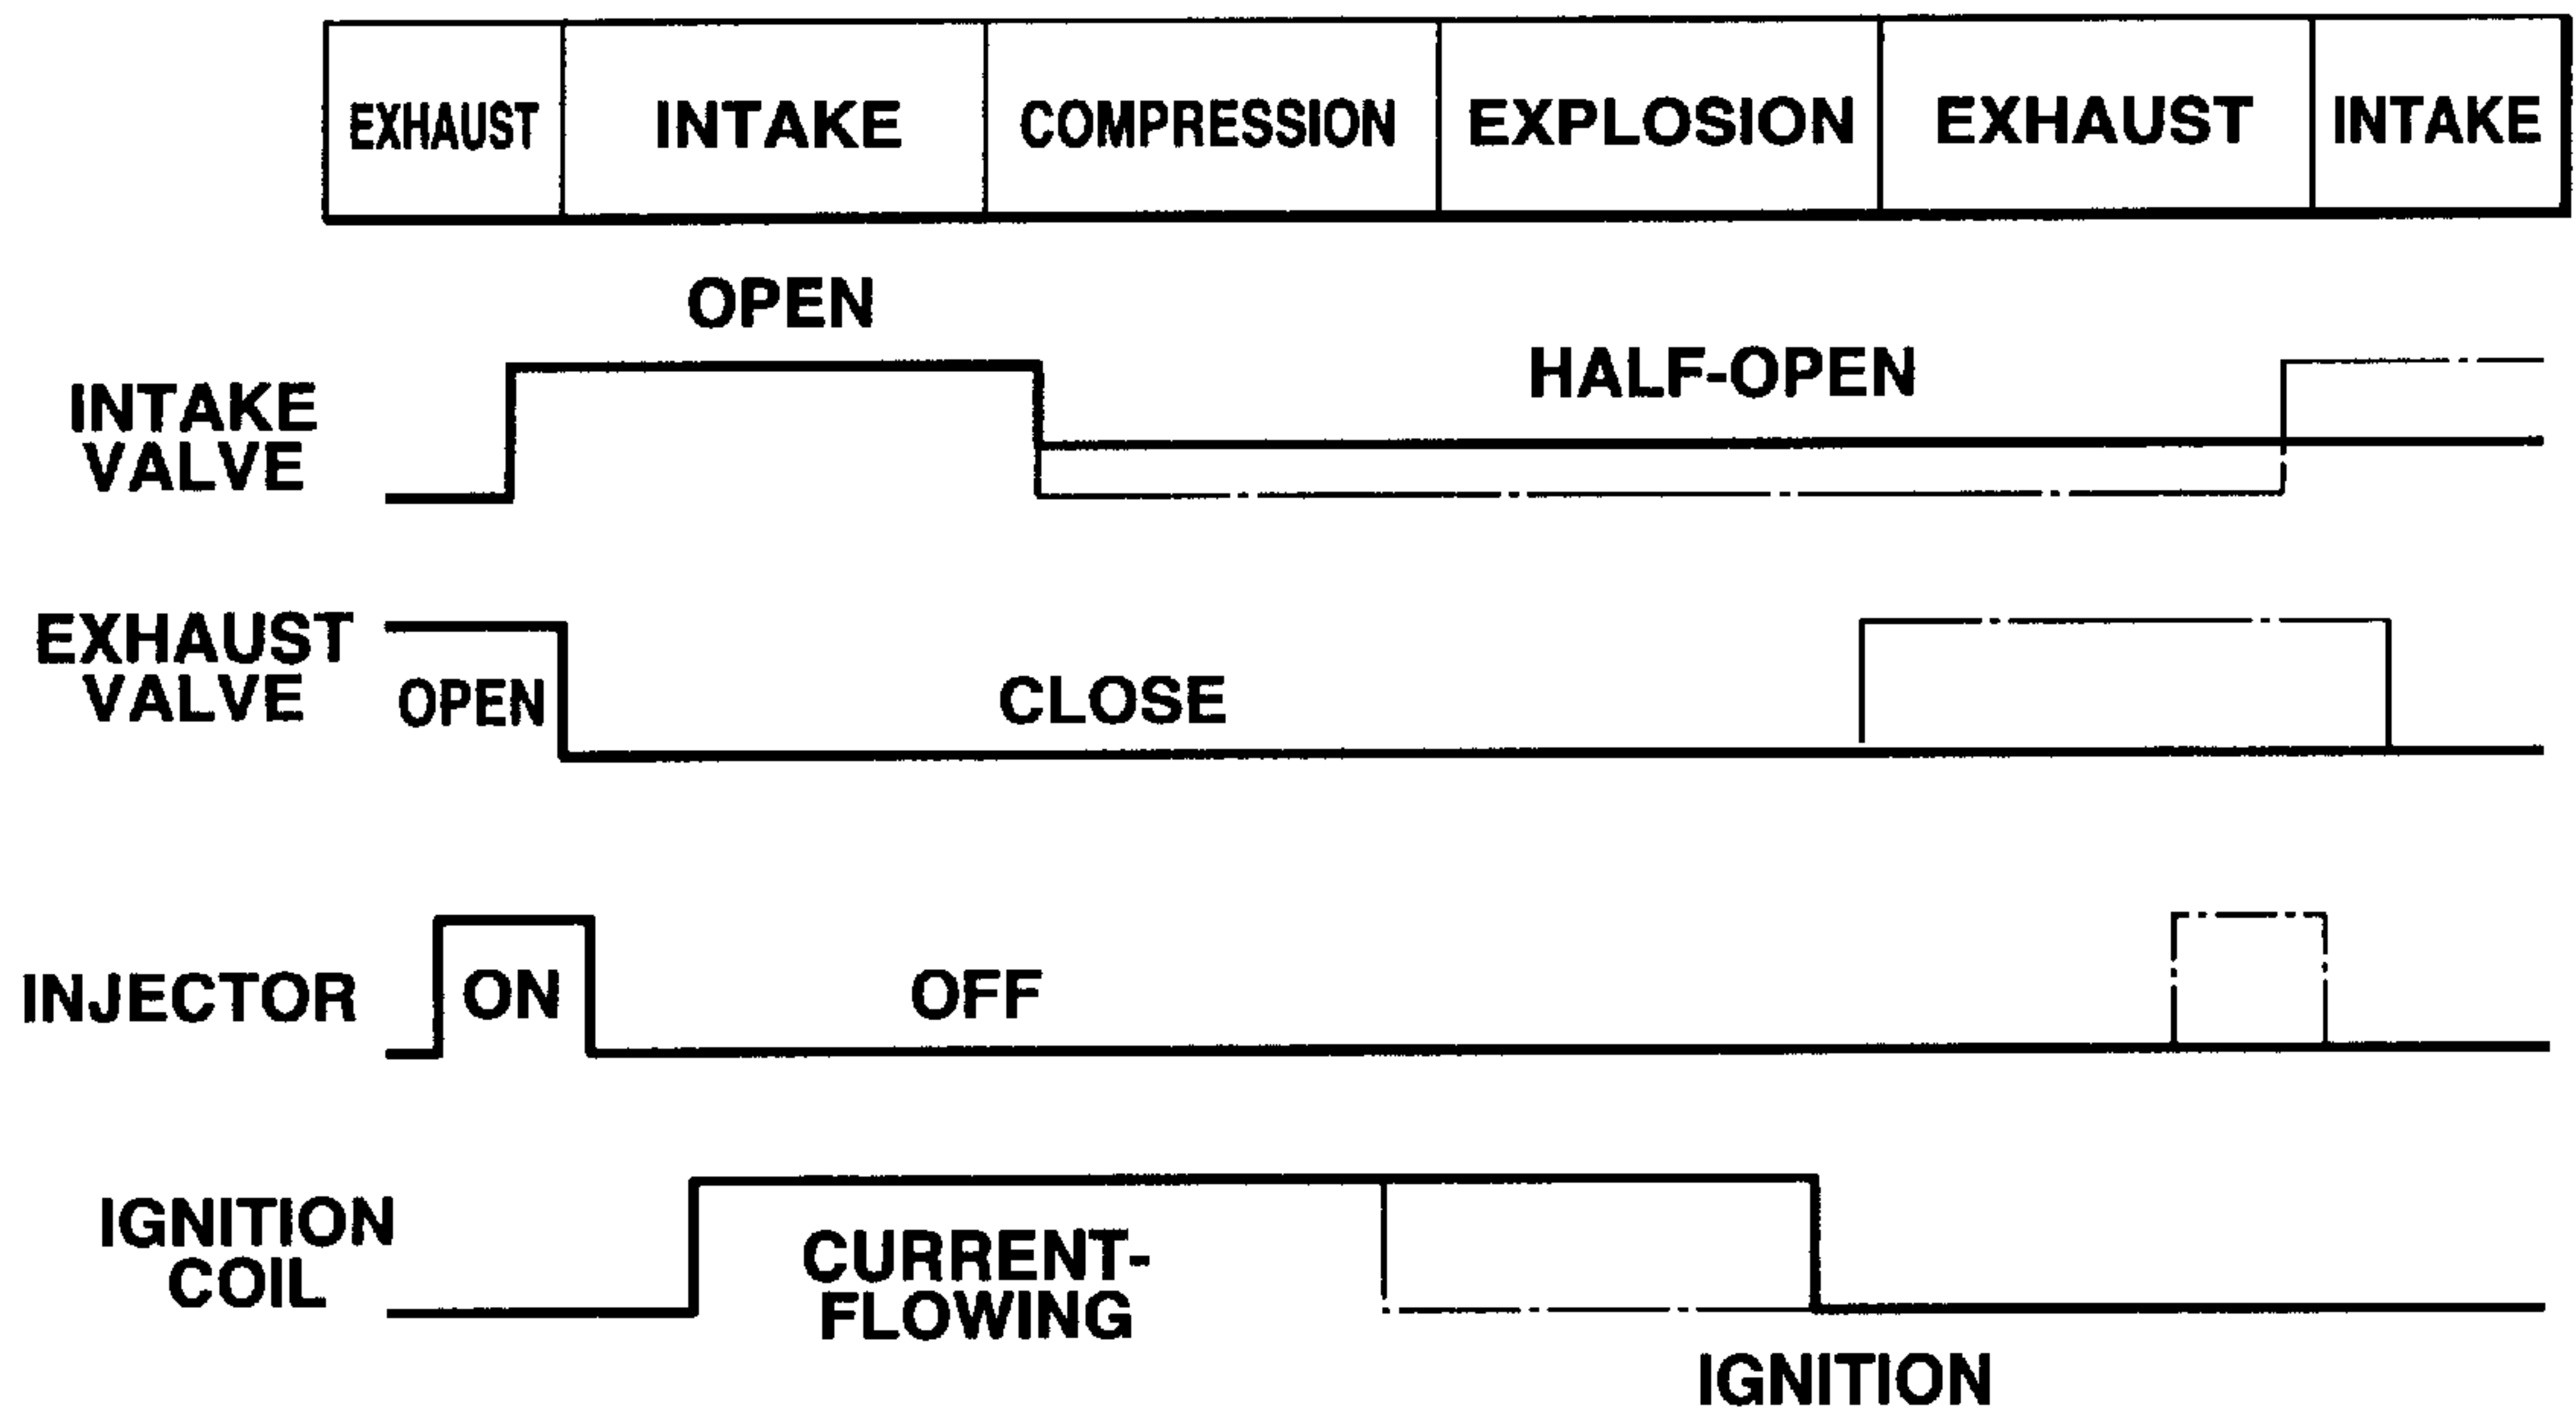 EXHAUST INTAKE COMPRESSION EXPLOSION EXHAUST INTAKE
OPEN
HALF-OPEN
INTAKE
VALVE
EXHAUST
VALVE
OPEN
CLOSE
INJECTOR
ON
OFF
IGNITION
COIL
CURRENT-
FLOWING
IGNITION